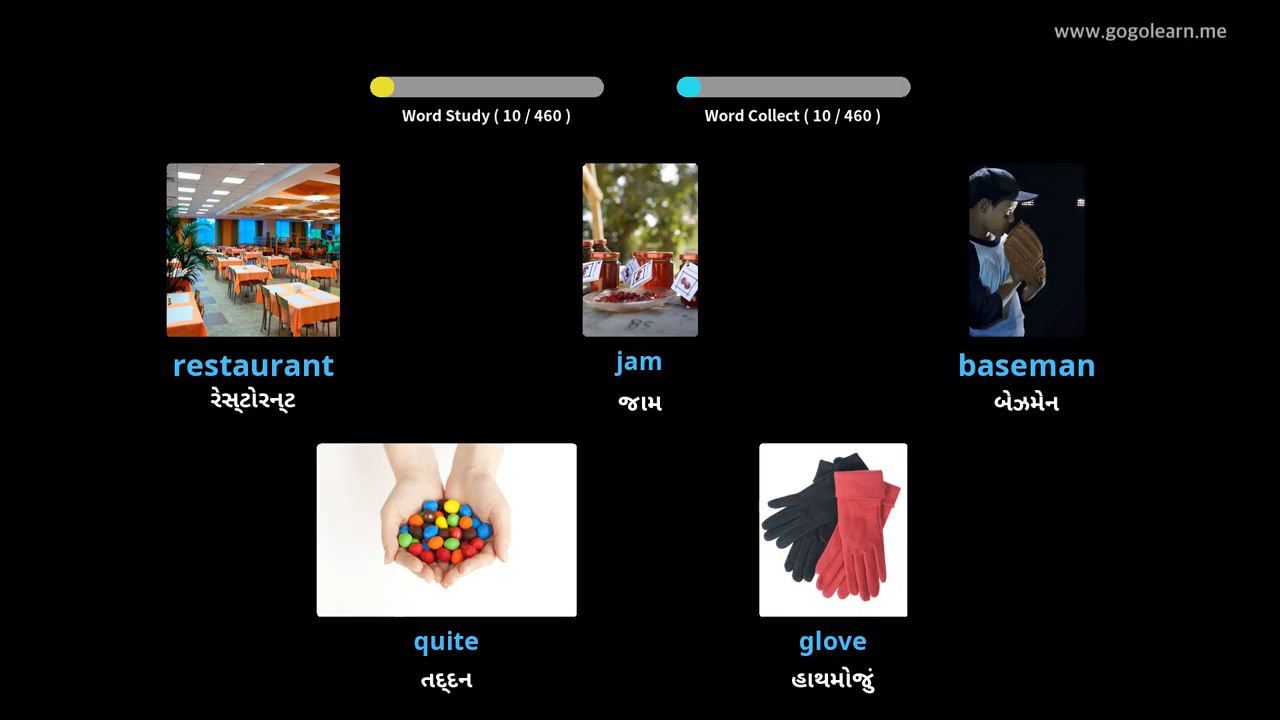 www.gogolearn.me
Word Study ( 10 / 460 )
Word Collect ( 10 / 460 )
restaurant
રેસ્ટોરન્ટ
jam
જામ
baseman
બેઝમેન
quite
તદ્દન
glove
હાથમોજું